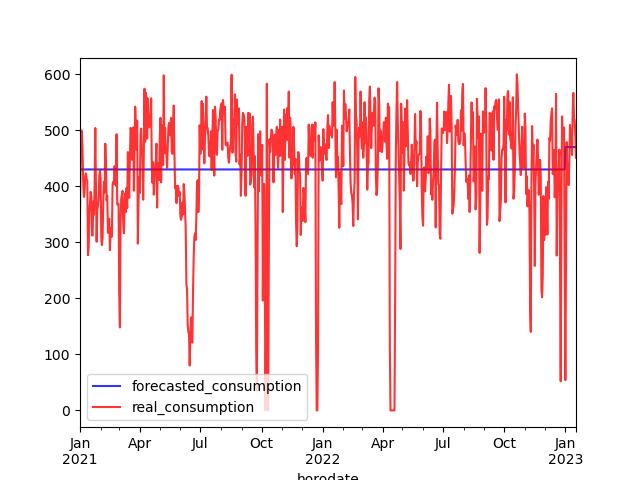 600
500
400
300
200
100
0
forecasted_consumption
real_consumption
Jan Apr Jul Oct Jan Apr Jul Oct Jan
2021 2022 2023
horodate